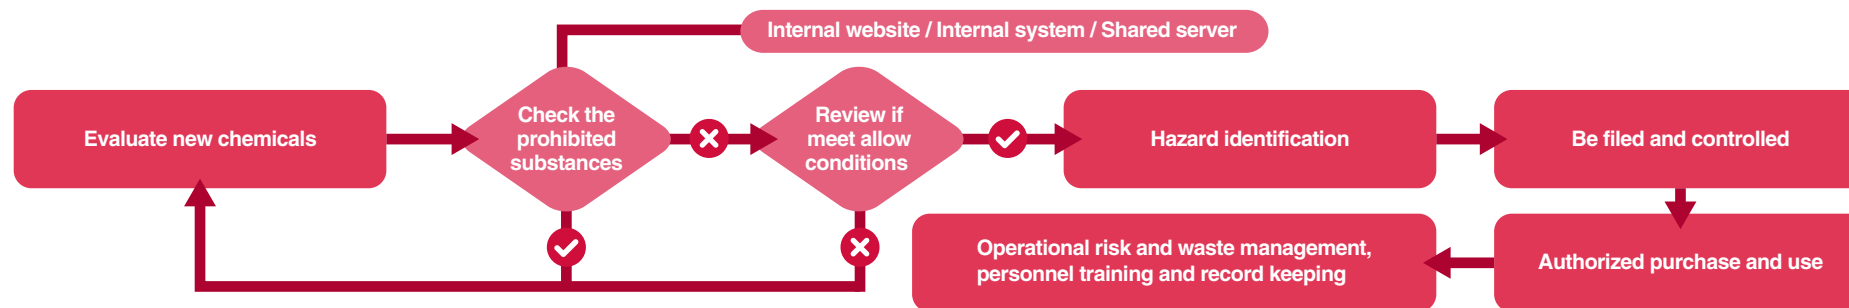 Internal website / Internal system / Shared server
Evaluate new chemicals
Check the
prohibited
substances
Review if
meet allow
conditions
Hazard identification
Be filed and controlled
Authorized purchase and use
Operational risk and waste management,
personnel training and record keeping